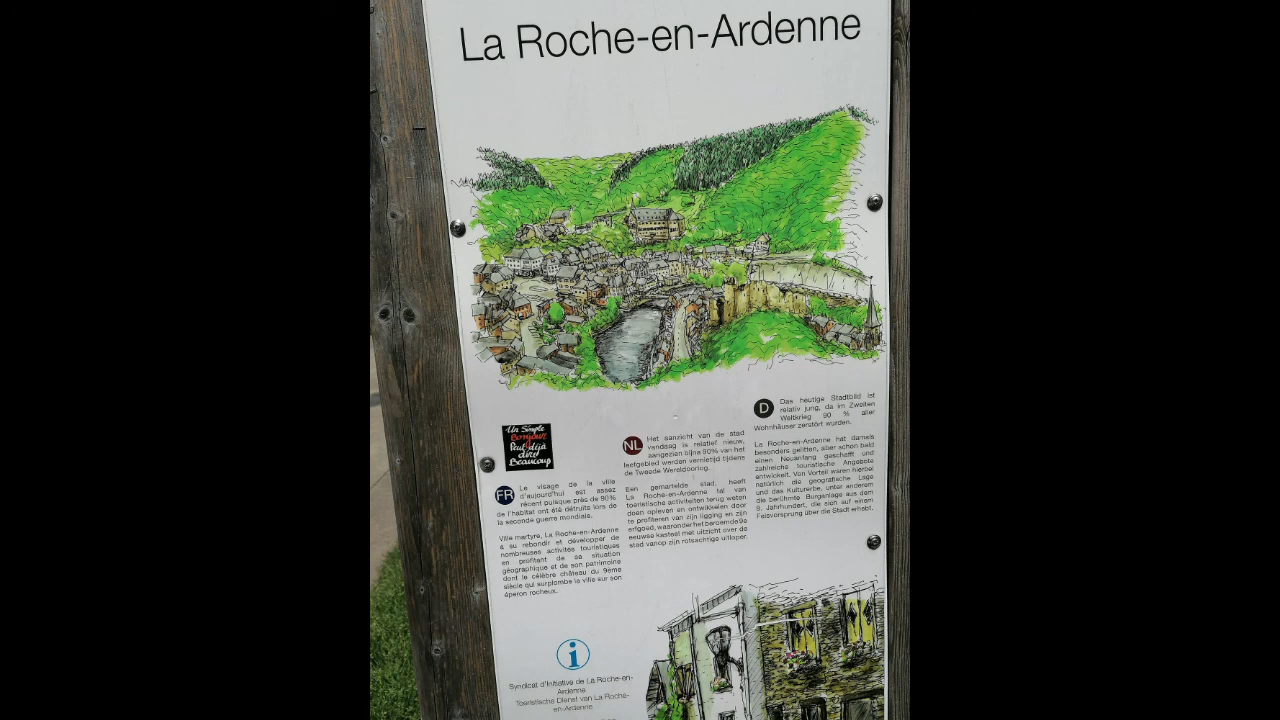 La Roche-en-Ardenne
Un Simple
Bonjour
Peut déjà
dire
Beaucoup
FR
Le visage de la ville
d'aujourd'hui est assez
récent puisque près de 90%
de l'habitat ont été détruits lors de
la seconde guerre mondiale.
Ville martyre, La Roche-en-Ardenne
a su rebondir et développer de
nombreuses activités touristiques
en profitant de sa situation
géographique et de son patrimoine
dont le célèbre château du 9ème
siècle qui surplombe la ville sur son
éperon rocheux.
NL
Het aanzicht van de stad
vandaag is relatief nieuw,
aangezien bijna 90% van het
leefgebied werden vernietid tijdens
de Tweede Wereldoorlog.
Een gemartelde stad, heeft
La Roche-en-Ardenne tal van
toeristische activiteiten terug weten
doen opleven en ontwikkelen door
te profiteren van zijn ligging en zijn
erfgoed, waaronder het beroemde 9e
eeuwse kasteel met uitzicht over de
stad vanop zijn rotsachtige uitloper.
D
Das heutige Stadtbild ist
relativ jung, da im Zweiten
Weltkrieg 90 % aller
Wohnhäuser zerstört wurden.
La Roche-en-Ardenne hat damals
besonders gelitten, aber schon bald
einen Neuanfang geschafft und
zahlreiche touristische Angebote
entwickelt. Von Vorteil waren hierbei
natürlich die geografische Lage
und das Kulturerbe, unter anderem
die berühmte Burganlage aus dem
9. Jahrhundert, die sich auf einem
Felsvorsprung über die Stadt erhebt.
i
Syndicat d'Initiative de La Roche-en-
Ardenne
Toeristische Dienst van La Roche-
en-Ardenne